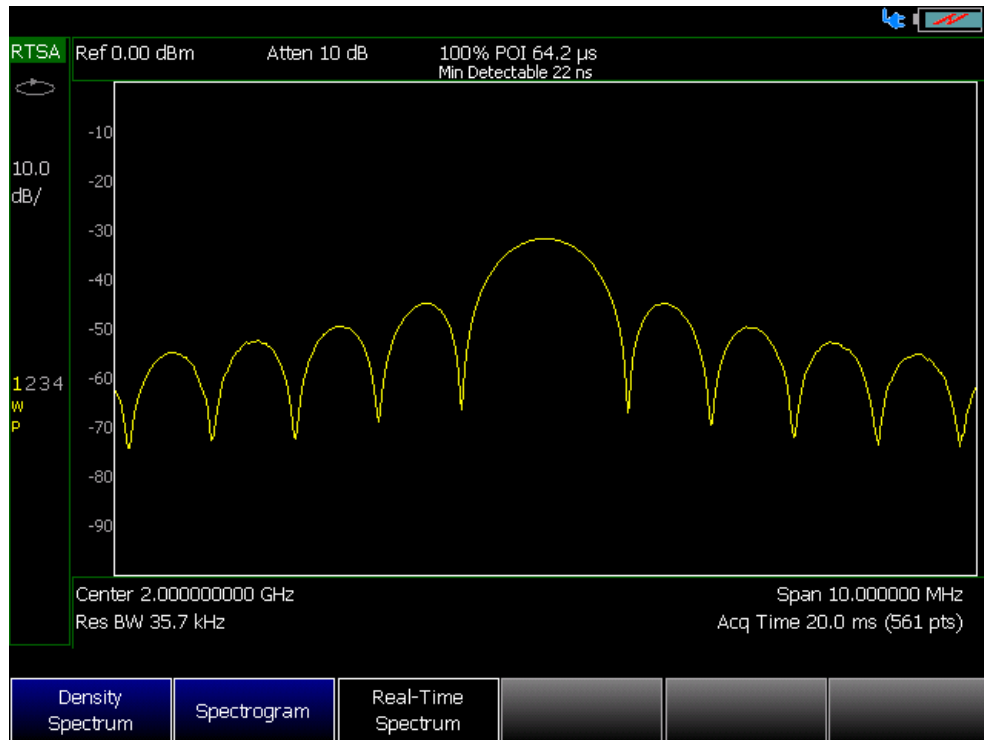 RTSA Ref 0.00 dBm Atten 10 dB 100% POI 64.2 µs
Min Detectable 22 ns
-10
10.0
dB/
-20
-30
-40
-50
1234
-60
W
P
-70
-80
-90
Center 2.000000000 GHz Span 10.000000 MHz
Res BW 35.7 kHz Acq Time 20.0 ms (561 pts)
Density
Spectrum
Spectrogram
Real-Time
Spectrum